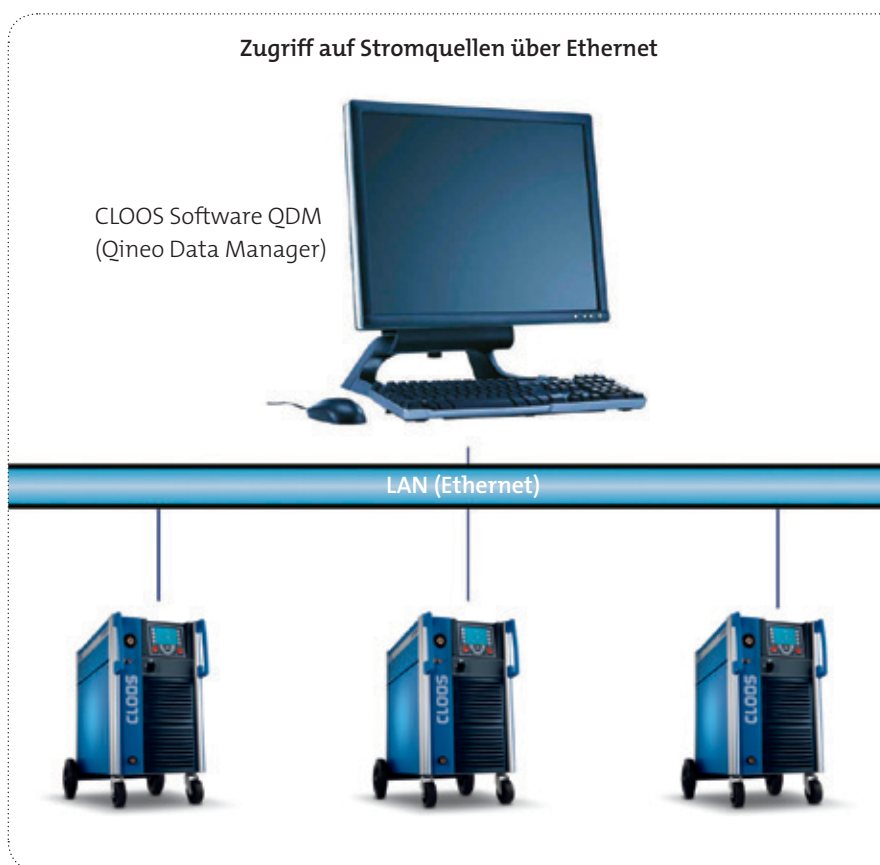 Zugriff auf Stromquellen über Ethernet
CLOOS Software QDM
(Qineo Data Manager)
LAN (Ethernet)
CLOOS
CLOOS
CLOOS